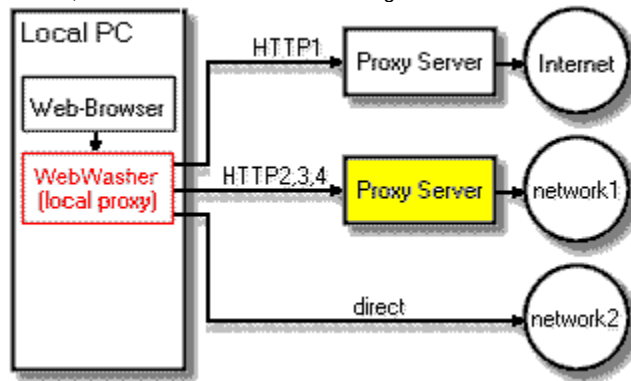 Local PC
HTTP1
Proxy Server
Internet
Web-Browser
WebWasher
(local proxy)
HTTP2,3,4
Proxy Server
network1
direct
network2